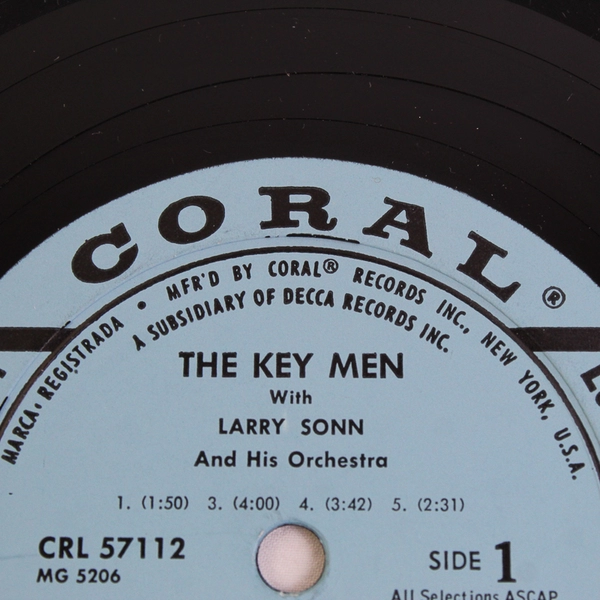 CORAL®
MARCA REGISTRADA • MFR'D BY CORAL® RECORDS INC., NEW YORK, U.S.A.
A SUBSIDIARY OF DECCA RECORDS INC.
THE KEY MEN
With
LARRY SONN
And His Orchestra
1. (1:50) 3. (4:00) 4. (3:42) 5. (2:31)
CRL 57112
MG 5206
SIDE 1
All Selections ASCAP